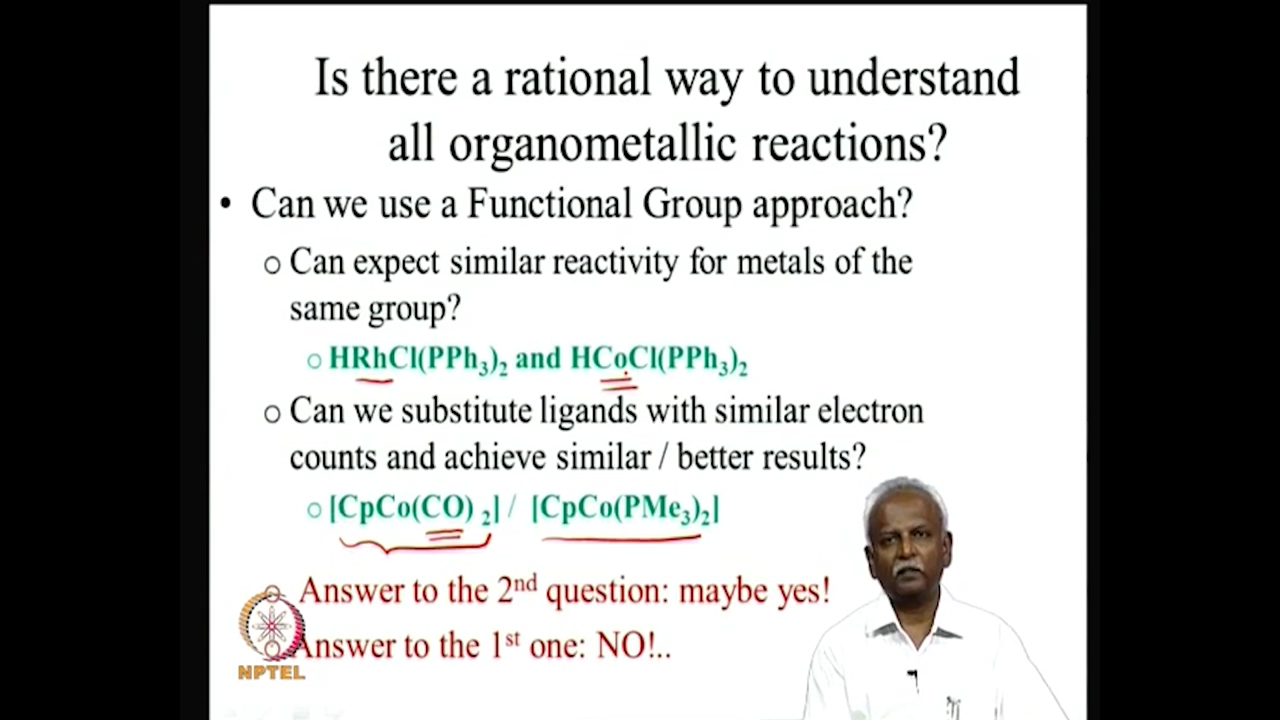 Is there a rational way to understand
all organometallic reactions?
• Can we use a Functional Group approach?
o Can expect similar reactivity for metals of the
same group?
o HRhCl(PPh₃)₂ and HCoCl(PPh₃)₂
o Can we substitute ligands with similar electron
counts and achieve similar / better results?
o [CpCo(CO) ₂] / [CpCo(PMe₃)₂]
o Answer to the 2ⁿᵈ question: maybe yes!
o Answer to the 1ˢᵗ one: NO!..
NPTEL